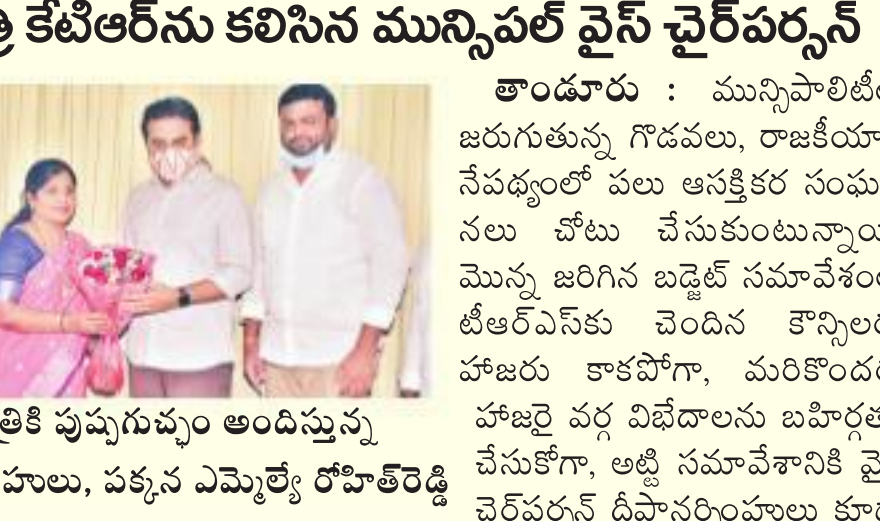 కేటిఆర్‌ను కలిసిన మున్సిపల్ వైస్ చైర్‌పర్సన్
పుష్పగుచ్ఛం అందిస్తున్న
పక్కన ఎమ్మెల్యే రోహిత్‌రెడ్డి
తాండూరు : మున్సిపాలిటీల
జరుగుతున్న గొడవలు, రాజకీయా
నేపథ్యంలో పలు ఆసక్తికర సంఘ
నలు చోటు చేసుకుంటున్నాయి
మొన్న జరిగిన బడ్జెట్ సమావేశం
టీఆర్ఎస్‌కు చెందిన కౌన్సిలర్
హాజరు కాకపోగా, మరికొందర
హాజరై వర్గ విభేదాలను బహిర్గత
చేసుకోగా, అట్టి సమావేశానికి వై
చైర్‌పర్సన్ దీపానర్సింహులు కూడ